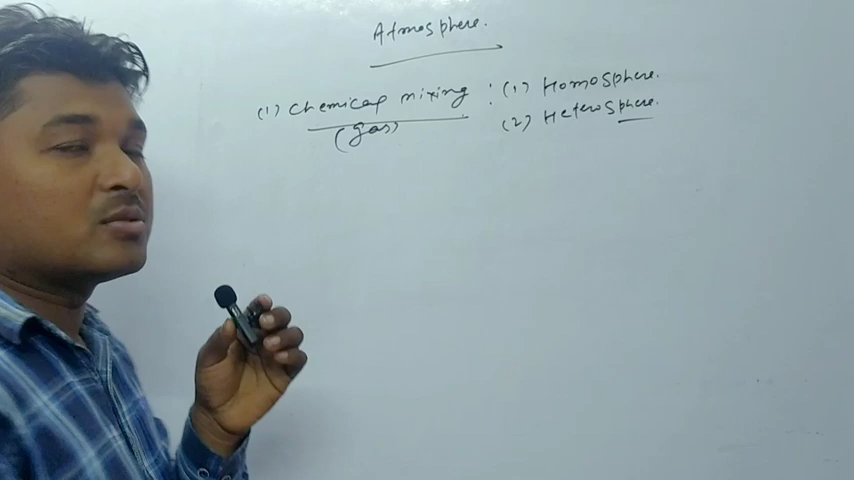 Atmosphere.
(1) Chemical mixing : (1) Homosphere.
(gas) (2) Heterosphere.